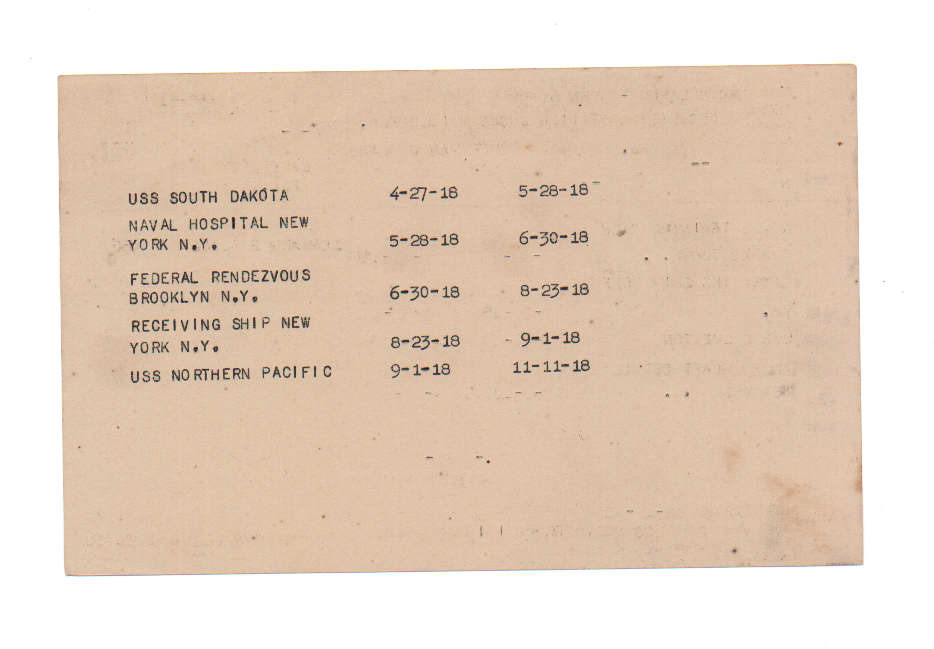 USS SOUTH DAKOTA 4-27-18 5-28-18
NAVAL HOSPITAL NEW
YORK N.Y. 5-28-18 6-30-18
FEDERAL RENDEZVOUS
BROOKLYN N.Y. 6-30-18 8-23-18
RECEIVING SHIP NEW
YORK N.Y. 8-23-18 9-1-18
USS NORTHERN PACIFIC 9-1-18 11-11-18